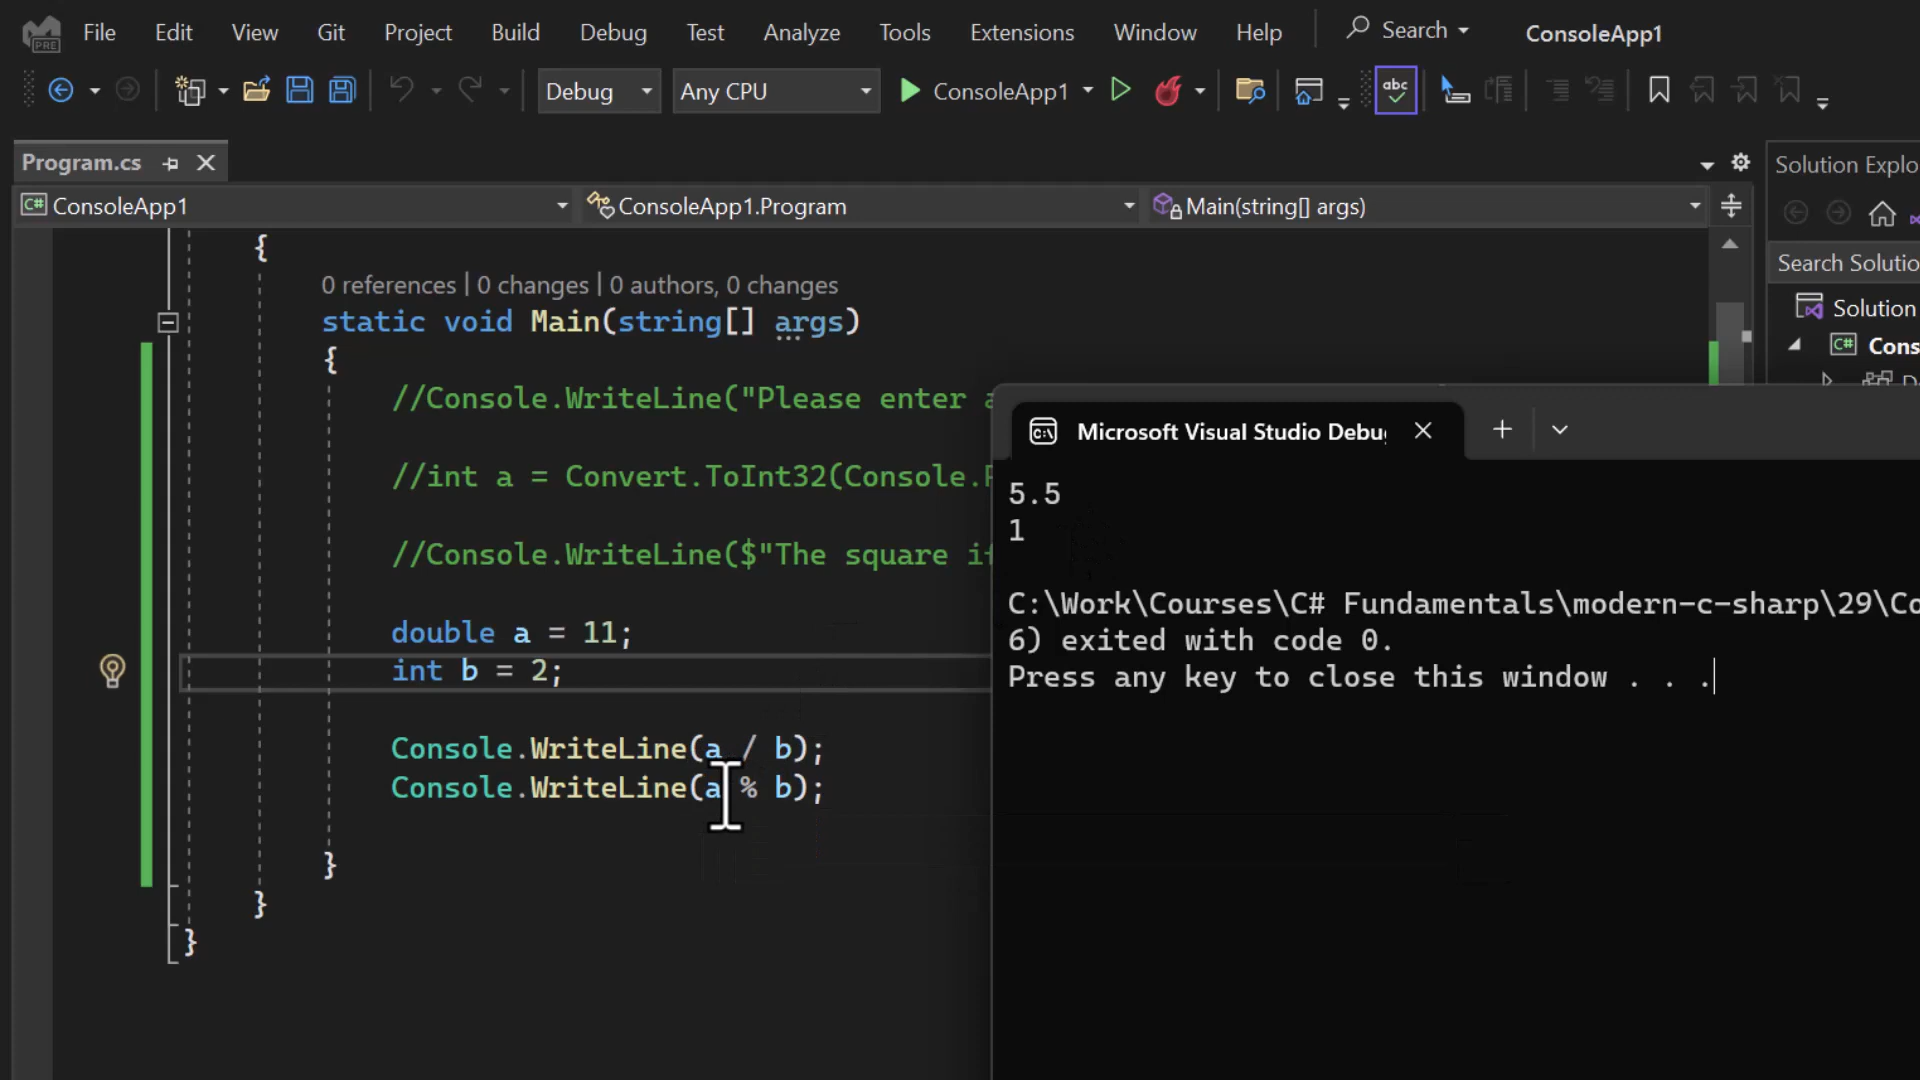 File Edit View Git Project Build Debug Test Analyze Tools Extensions Window Help Search ConsoleApp1
PRE
Debug Any CPU ConsoleApp1 abc
Program.cs
Solution Explo
C# ConsoleApp1 ConsoleApp1.Program Main(string[] args)
{
Search Solutio
0 references | 0 changes | 0 authors, 0 changes
Solution
static void Main(string[] args)
C# Cons
{
D
//Console.WriteLine("Please enter a
Microsoft Visual Studio Debu
//int a = Convert.ToInt32(Console.R
5.5
1
//Console.WriteLine($"The square if
C:\Work\Courses\C# Fundamentals\modern-c-sharp\29\Co
double a = 11;
6) exited with code 0.
int b = 2;
Press any key to close this window . . .
Console.WriteLine(a / b);
Console.WriteLine(a % b);
}
}
}